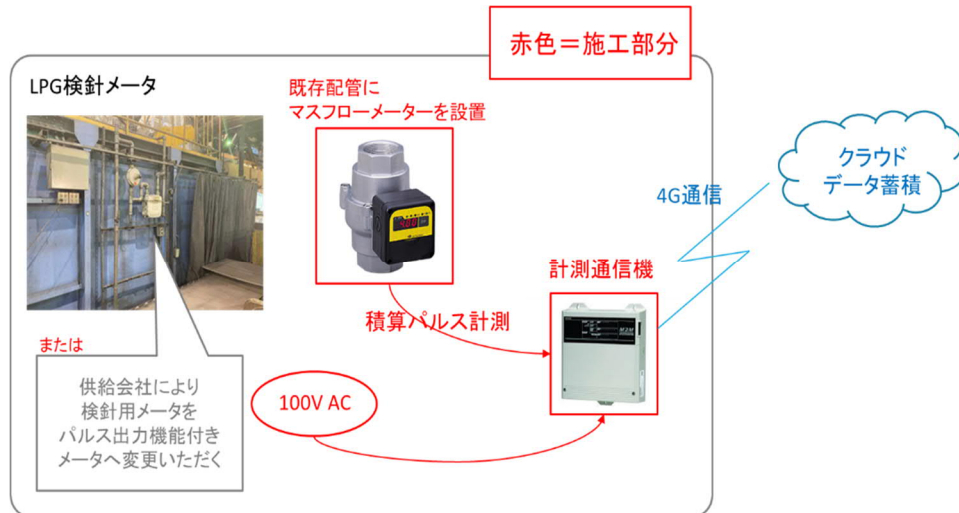 赤色＝施工部分
LPG検針メータ
既存配管に
マスフローメーターを設置
クラウド
データ蓄積
4G通信
計測通信機
積算パルス計測
または
供給会社により
検針用メータを
パルス出力機能付き
メータへ変更いただく
100V AC